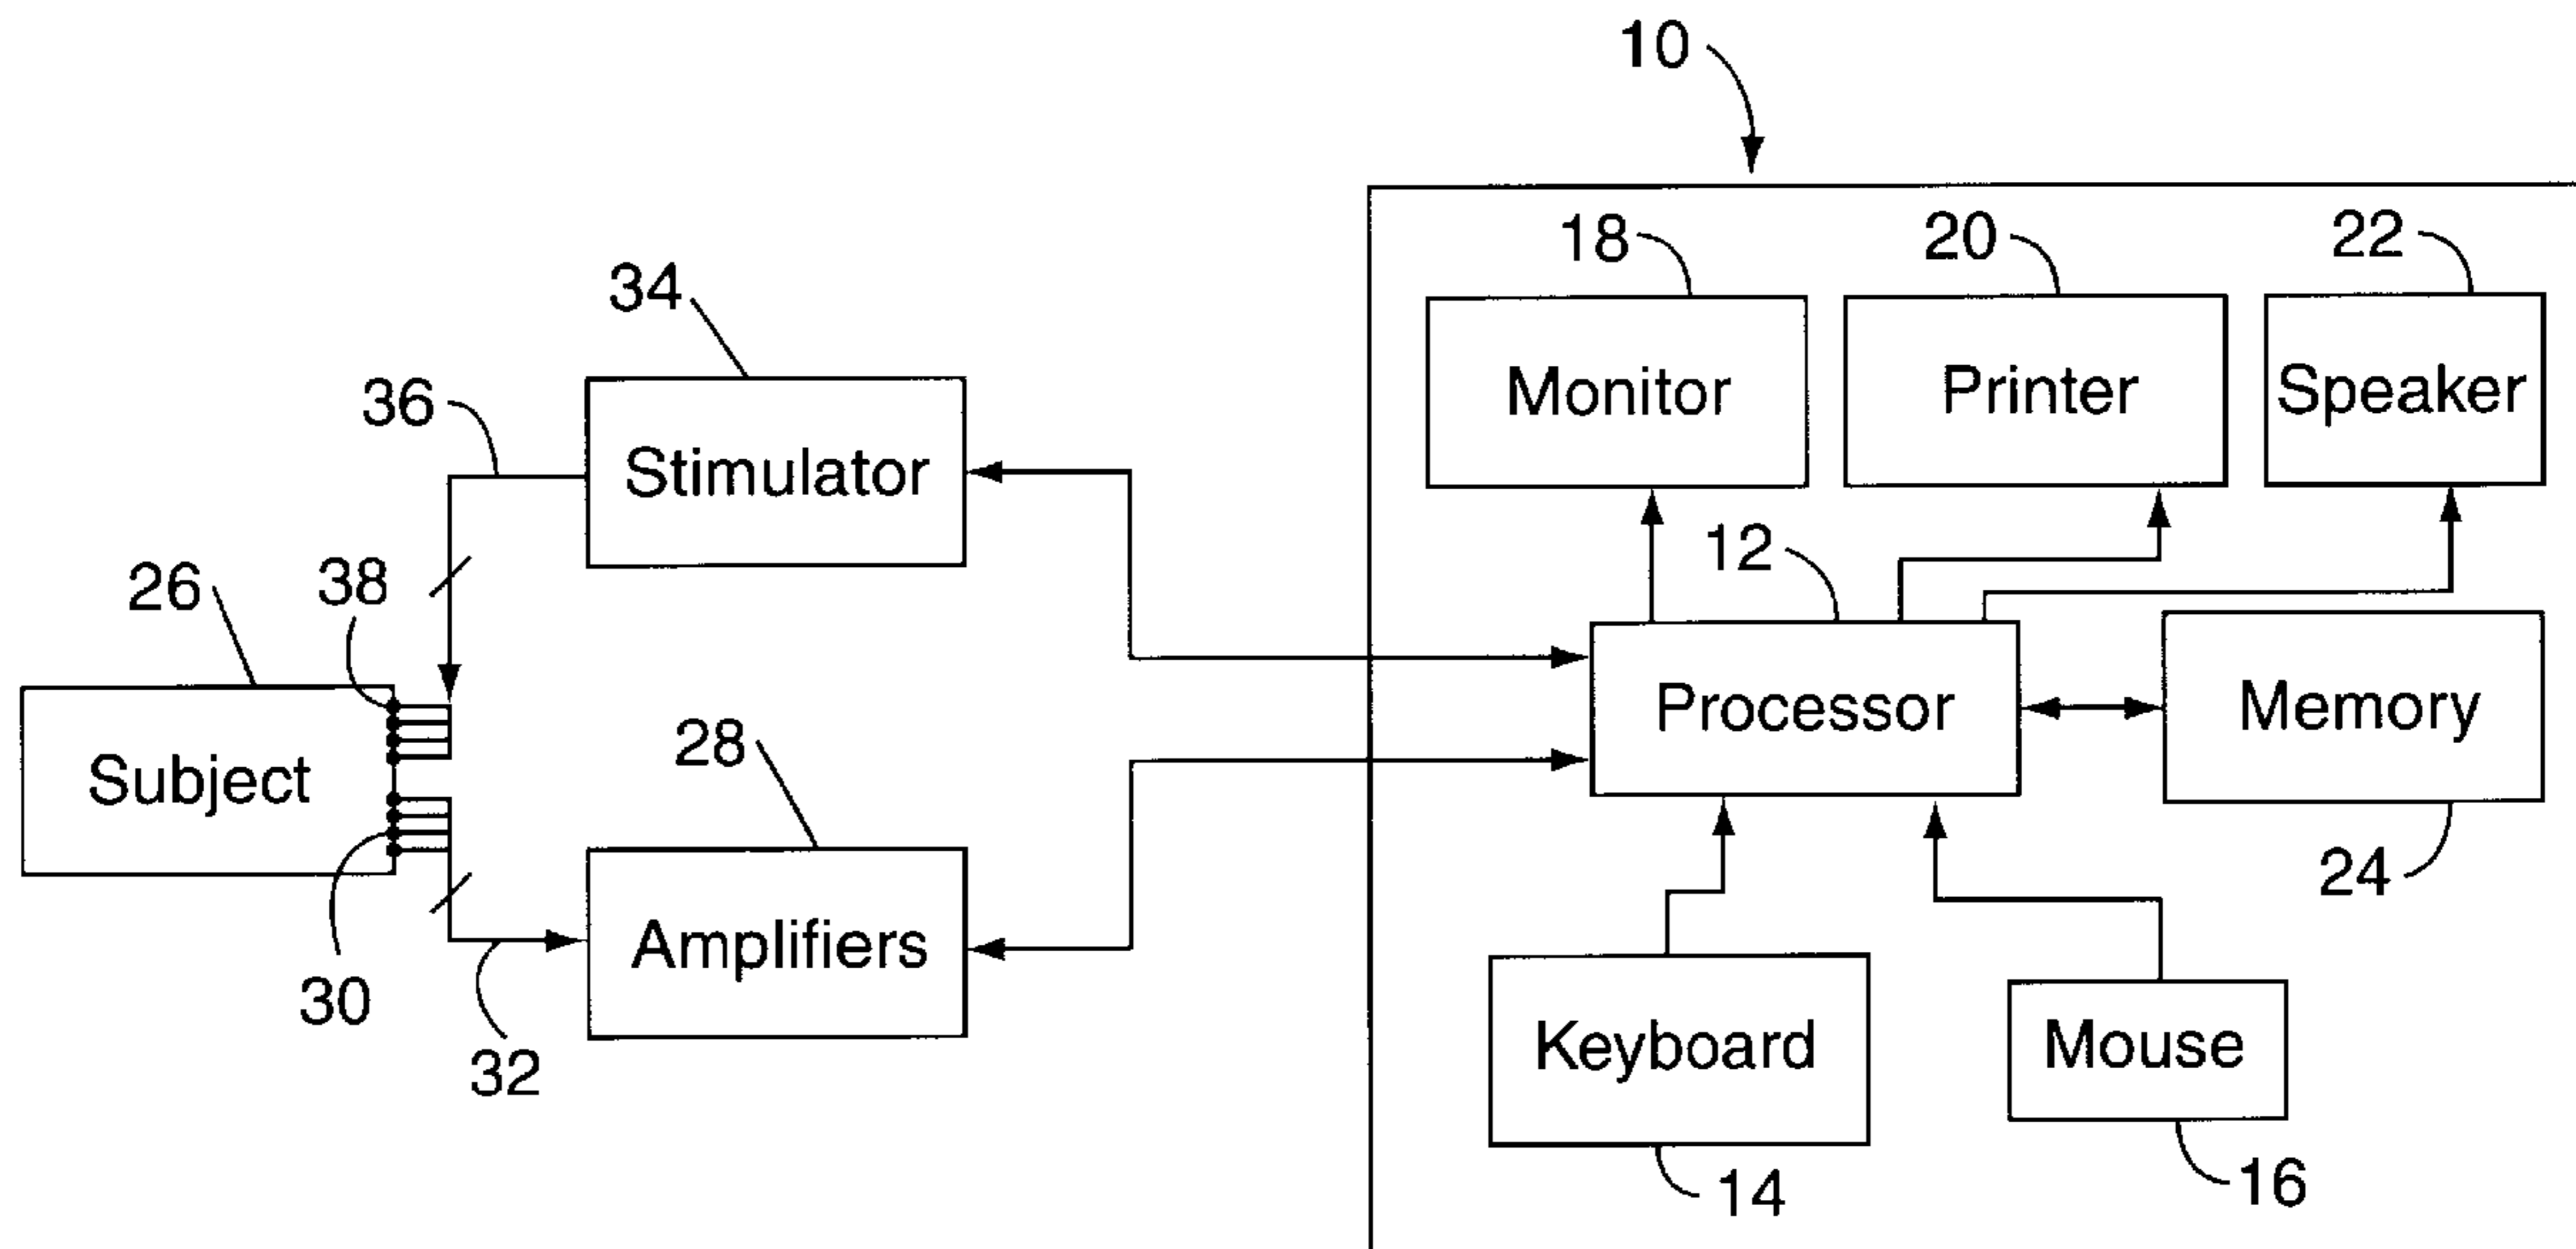 10
18
20
22
34
Monitor
Printer
Speaker
36
Stimulator
12
26
38
Processor
Memory
28
Subject
24
Amplifiers
30
32
Keyboard
Mouse
14
16